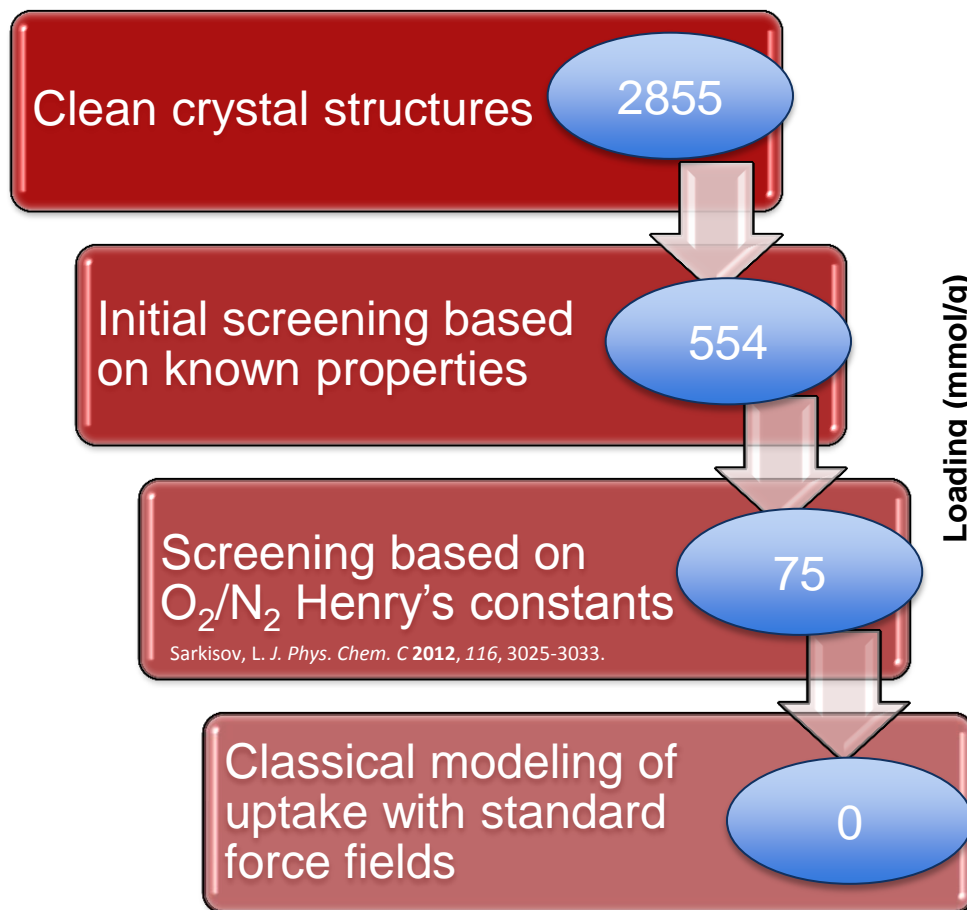 Clean crystal structures
2855
Initial screening based
on known properties
554
Screening based on
O₂/N₂ Henry’s constants
75
Sarkisov, L. J. Phys. Chem. C 2012, 116, 3025-3033.
Classical modeling of
uptake with standard
force fields
0
Loading (mmol/g)